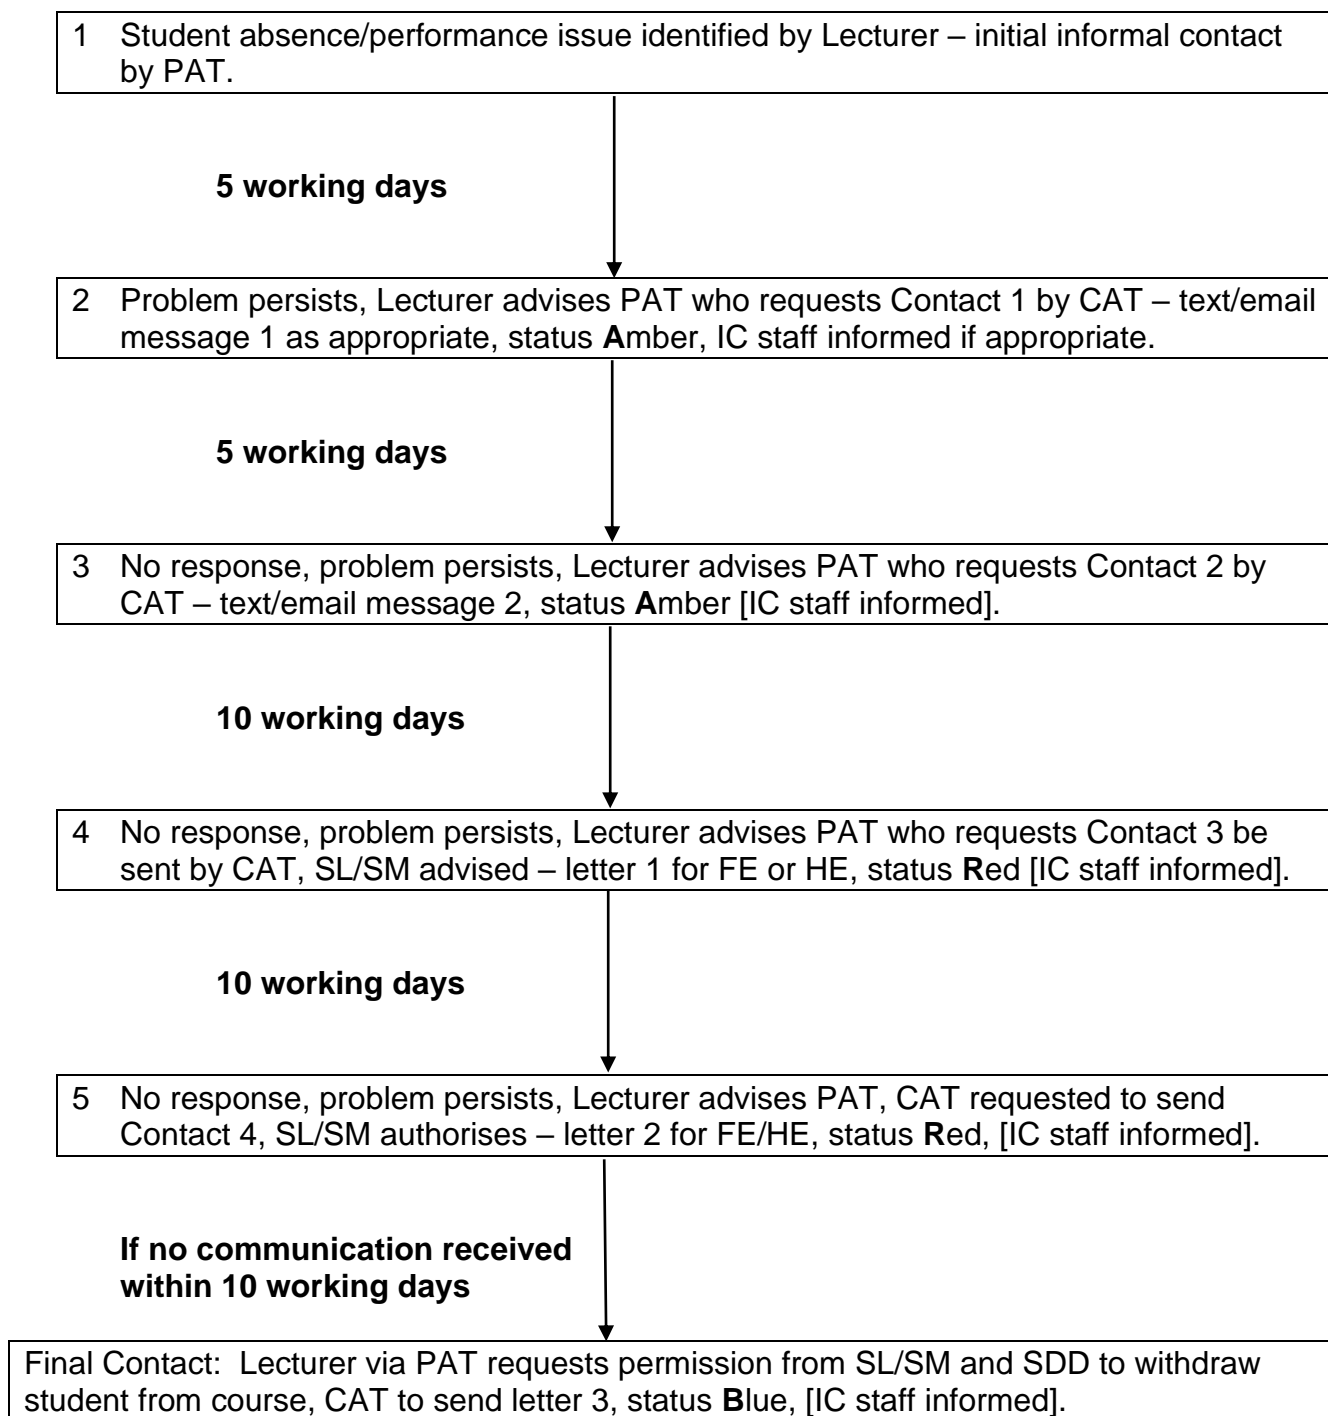 1 Student absence/performance issue identified by Lecturer – initial informal contact
by PAT.
5 working days
2 Problem persists, Lecturer advises PAT who requests Contact 1 by CAT – text/email
message 1 as appropriate, status Amber, IC staff informed if appropriate.
5 working days
3 No response, problem persists, Lecturer advises PAT who requests Contact 2 by
CAT – text/email message 2, status Amber [IC staff informed].
10 working days
4 No response, problem persists, Lecturer advises PAT who requests Contact 3 be
sent by CAT, SL/SM advised – letter 1 for FE or HE, status Red [IC staff informed].
10 working days
5 No response, problem persists, Lecturer advises PAT, CAT requested to send
Contact 4, SL/SM authorises – letter 2 for FE/HE, status Red, [IC staff informed].
If no communication received
within 10 working days
Final Contact: Lecturer via PAT requests permission from SL/SM and SDD to withdraw
student from course, CAT to send letter 3, status Blue, [IC staff informed].